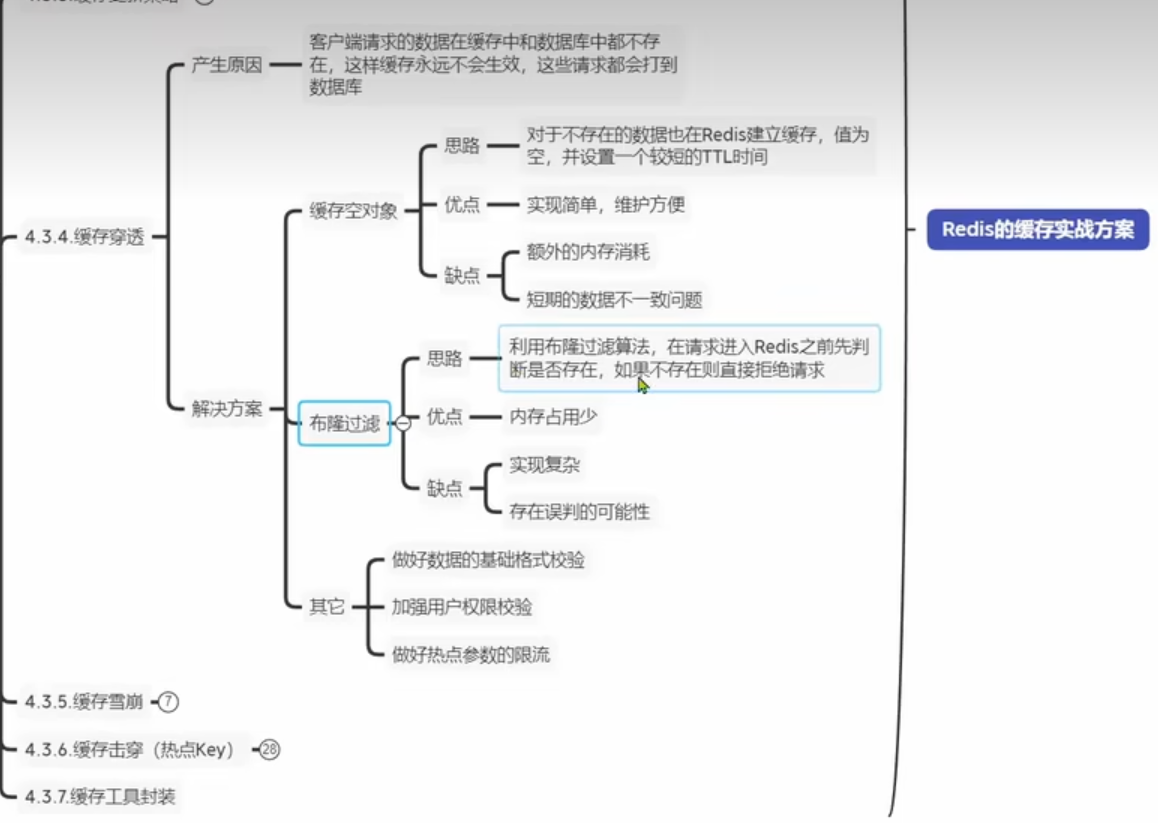 产生原因
客户端请求的数据在缓存中和数据库中都不存
在，这样缓存永远不会生效，这些请求都会打到
数据库
4.3.4.缓存穿透
解决方案
缓存空对象
思路
对于不存在的数据也在Redis建立缓存，值为
空，并设置一个较短的TTL时间
优点
实现简单，维护方便
缺点
额外的内存消耗
短期的数据不一致问题
布隆过滤
思路
利用布隆过滤算法，在请求进入Redis之前先判
断是否存在，如果不存在则直接拒绝请求
优点
内存占用少
缺点
实现复杂
存在误判的可能性
其它
做好数据的基础格式校验
加强用户权限校验
做好热点参数的限流
4.3.5.缓存雪崩 7
4.3.6.缓存击穿（热点Key） 28
4.3.7.缓存工具封装
Redis的缓存实战方案